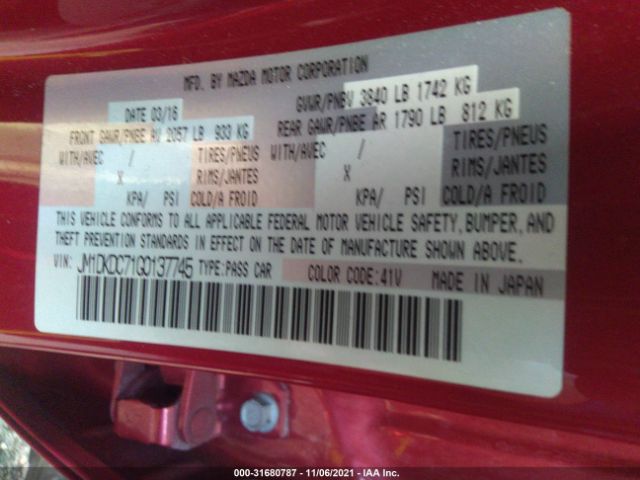 MFD. BY MAZDA MOTOR CORPORATION
DATE 03/16 GVWR/PNBV 3840 LB 1742 KG
FRONT GAWR/PNBE AV 2057 LB 933 KG REAR GAWR/PNBE AR 1790 LB 812 KG
WITH/AVEC / TIRES/PNEUS WITH/AVEC / TIRES/PNEUS
X RIMS/JANTES X RIMS/JANTES
KPA/ PSI COLD/A FROID KPA/ PSI COLD/A FROID
THIS VEHICLE CONFORMS TO ALL APPLICABLE FEDERAL MOTOR VEHICLE SAFETY, BUMPER, AND
THEFT PREVENTION STANDARDS IN EFFECT ON THE DATE OF MANUFACTURE SHOWN ABOVE.
VIN: JM1DKDC71G0137745 TYPE:PASS CAR COLOR CODE:41V MADE IN JAPAN
000-31680787 - 11/06/2021 - IAA Inc.